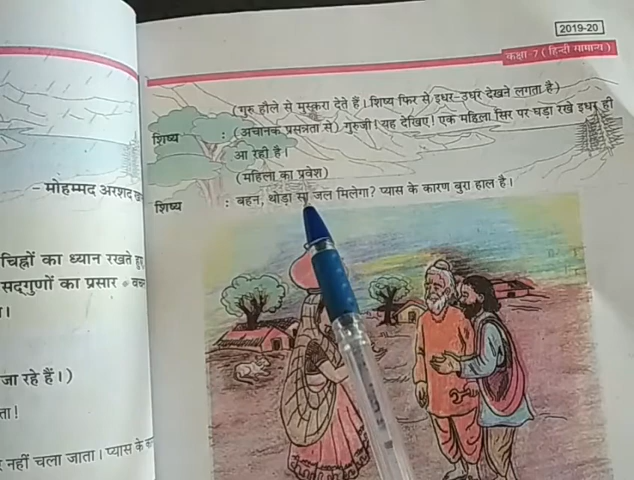 2019-20
कक्षा-7 ( हिन्दी सामान्य )
(गुरु हौले से मुस्कुरा देते हैं। शिष्य फिर से इधर-उधर देखने लगता है)
शिष्य : (अचानक प्रसन्नता से) गुरुजी! यह देखिए! एक महिला सिर पर घड़ा रखे इधर ही
आ रही है।
(महिला का प्रवेश)
शिष्य : बहन, थोड़ा सा जल मिलेगा? प्यास के कारण बुरा हाल है।
- मोहम्मद अरशद
चिह्नों का ध्यान रखते हुए
सद्गुणों का प्रसार
जा रहे हैं।)
ता!
नहीं चला जाता। प्यास के